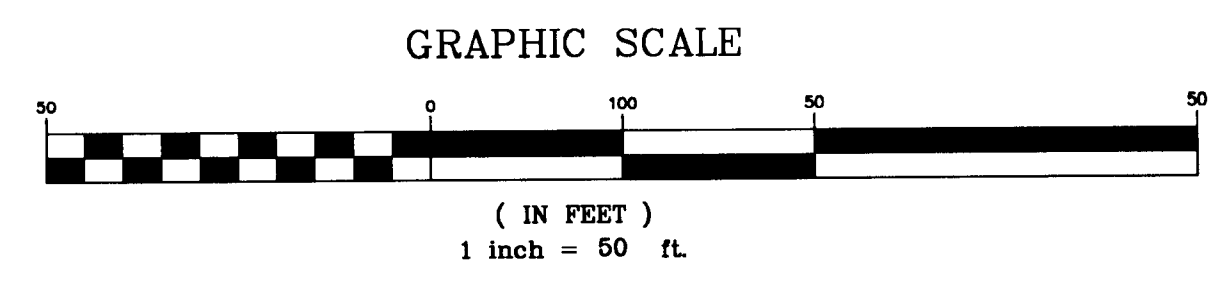 GRAPHIC SCALE
50 0 100 50 50
( IN FEET )
1 inch = 50 ft.